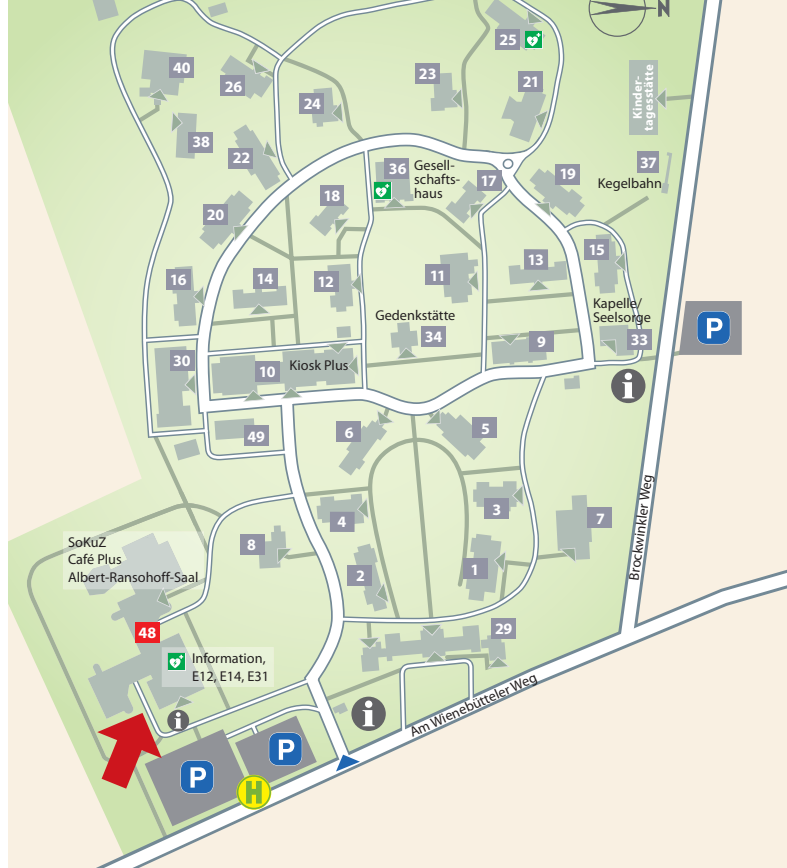 N
25
40
26
23
21
24
Kinder-
tagesstätte
38
22
36
Gesell-
schafts-
haus
17
19
37
Kegelbahn
18
20
15
16
14
12
11
13
Kapelle/
Seelsorge
33
P
Gedenkstätte
34
9
30
10
Kiosk Plus
i
49
6
5
4
3
7
Brockwinkler Weg
SoKuZ
Café Plus
Albert-Ransohoff-Saal
8
2
1
48
29
Information,
E12, E14, E31
i
i
Am Wienebütteler Weg
P
P
H